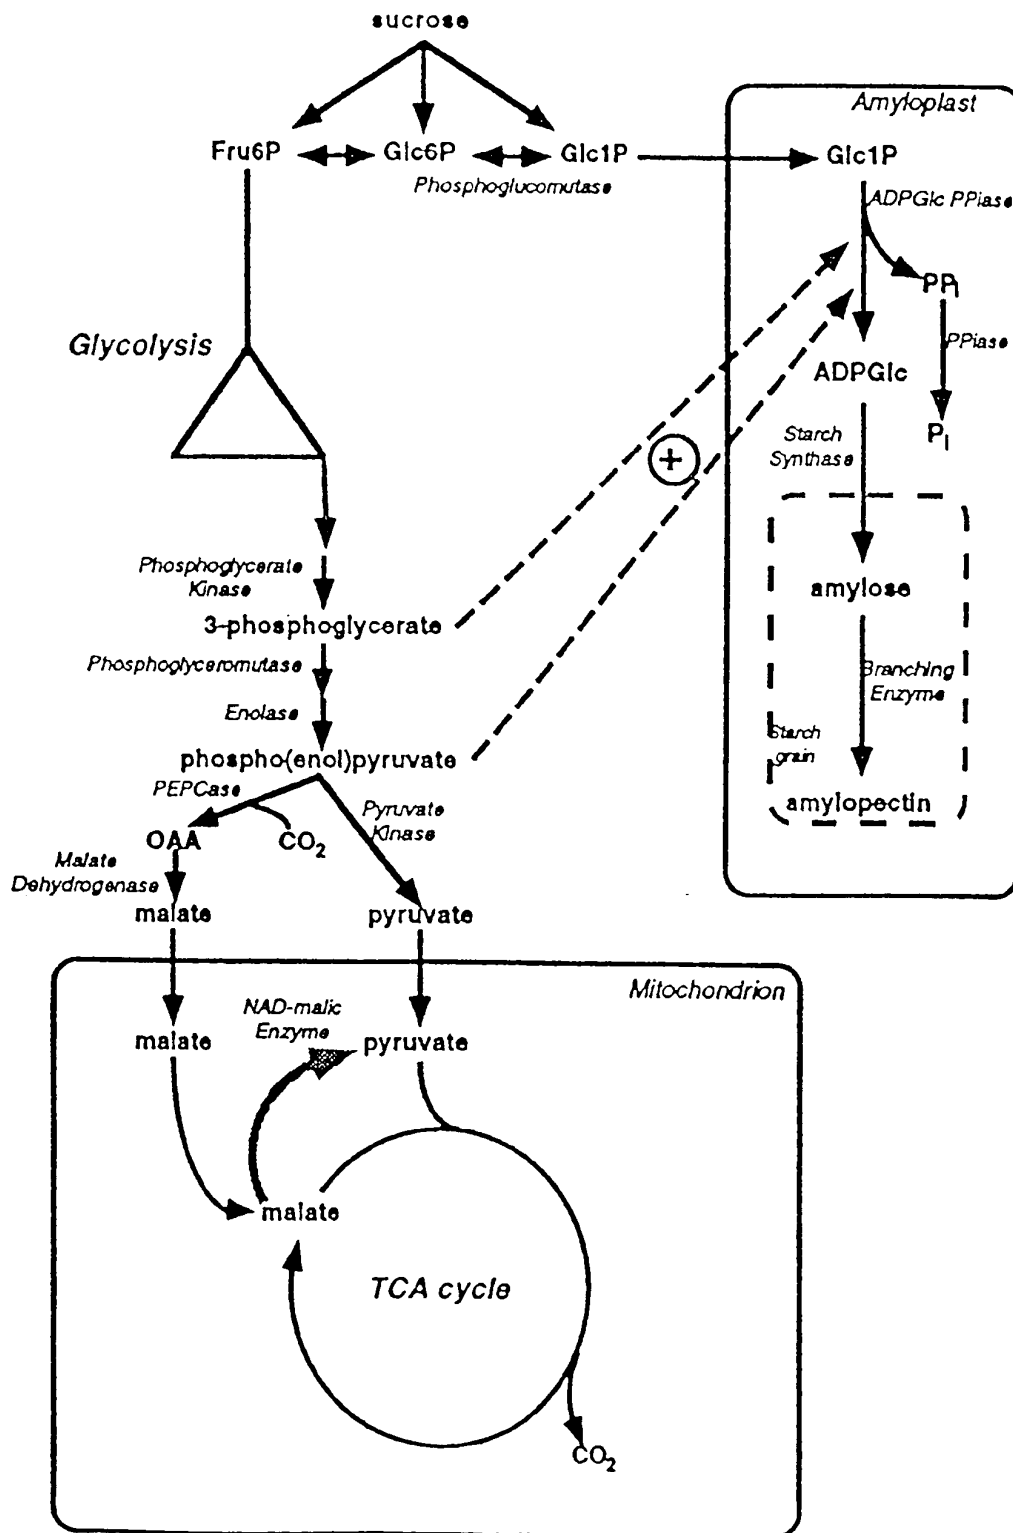 sucrose
Amyloplast
Fru6P
Glc6P
Glc1P
Glc1P
Phosphoglucomutase
ADPGlc PPiase
PPi
Glycolysis
PPiase
ADPGlc
Pi
Starch
Synthase
+
Phosphoglycerate
Kinase
amylose
3-phosphoglycerate
Phosphoglyceromutase
Branching
Enzyme
Enolase
Starch
grain
phospho(enol)pyruvate
PEPCase
amylopectin
Pyruvate
Kinase
OAA
CO2
Malate
Dehydrogenase
malate
pyruvate
Mitochondrion
NAD-malic
Enzyme
malate
pyruvate
malate
TCA cycle
CO2